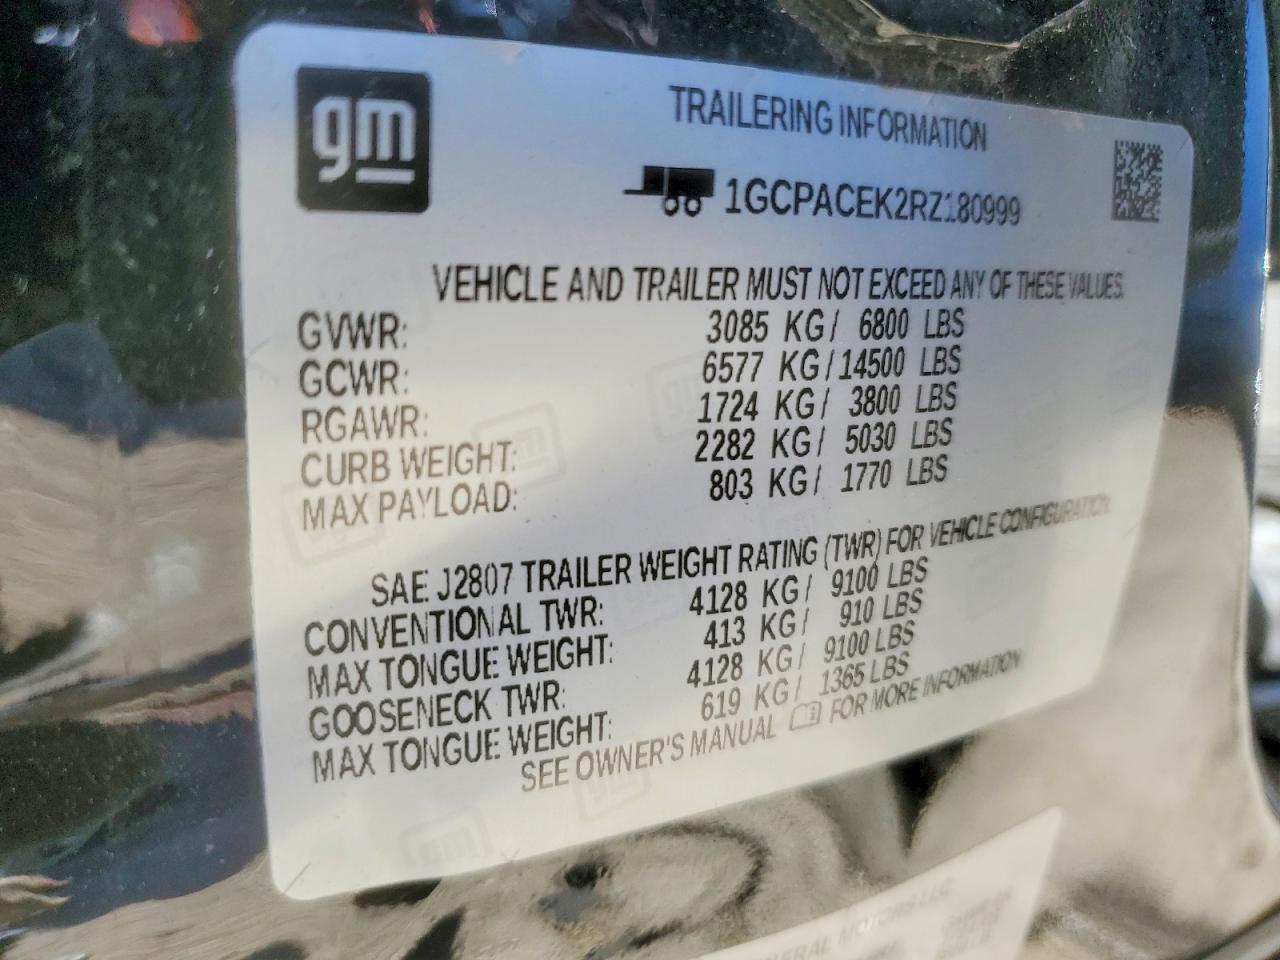 gm
TRAILERING INFORMATION
1GCPACEK2RZ180999
VEHICLE AND TRAILER MUST NOT EXCEED ANY OF THESE VALUES.
GVWR: 3085 KG/ 6800 LBS
GCWR: 6577 KG/14500 LBS
RGAWR: 1724 KG/ 3800 LBS
CURB WEIGHT: 2282 KG/ 5030 LBS
MAX PAYLOAD: 803 KG/ 1770 LBS
SAE J2807 TRAILER WEIGHT RATING (TWR) FOR VEHICLE CONFIGURATION
CONVENTIONAL TWR: 4128 KG/ 9100 LBS
MAX TONGUE WEIGHT: 413 KG/ 910 LBS
GOOSENECK TWR: 4128 KG/ 9100 LBS
MAX TONGUE WEIGHT: 619 KG/ 1365 LBS
SEE OWNER'S MANUAL FOR MORE INFORMATION
GENERAL MOTORS LLC